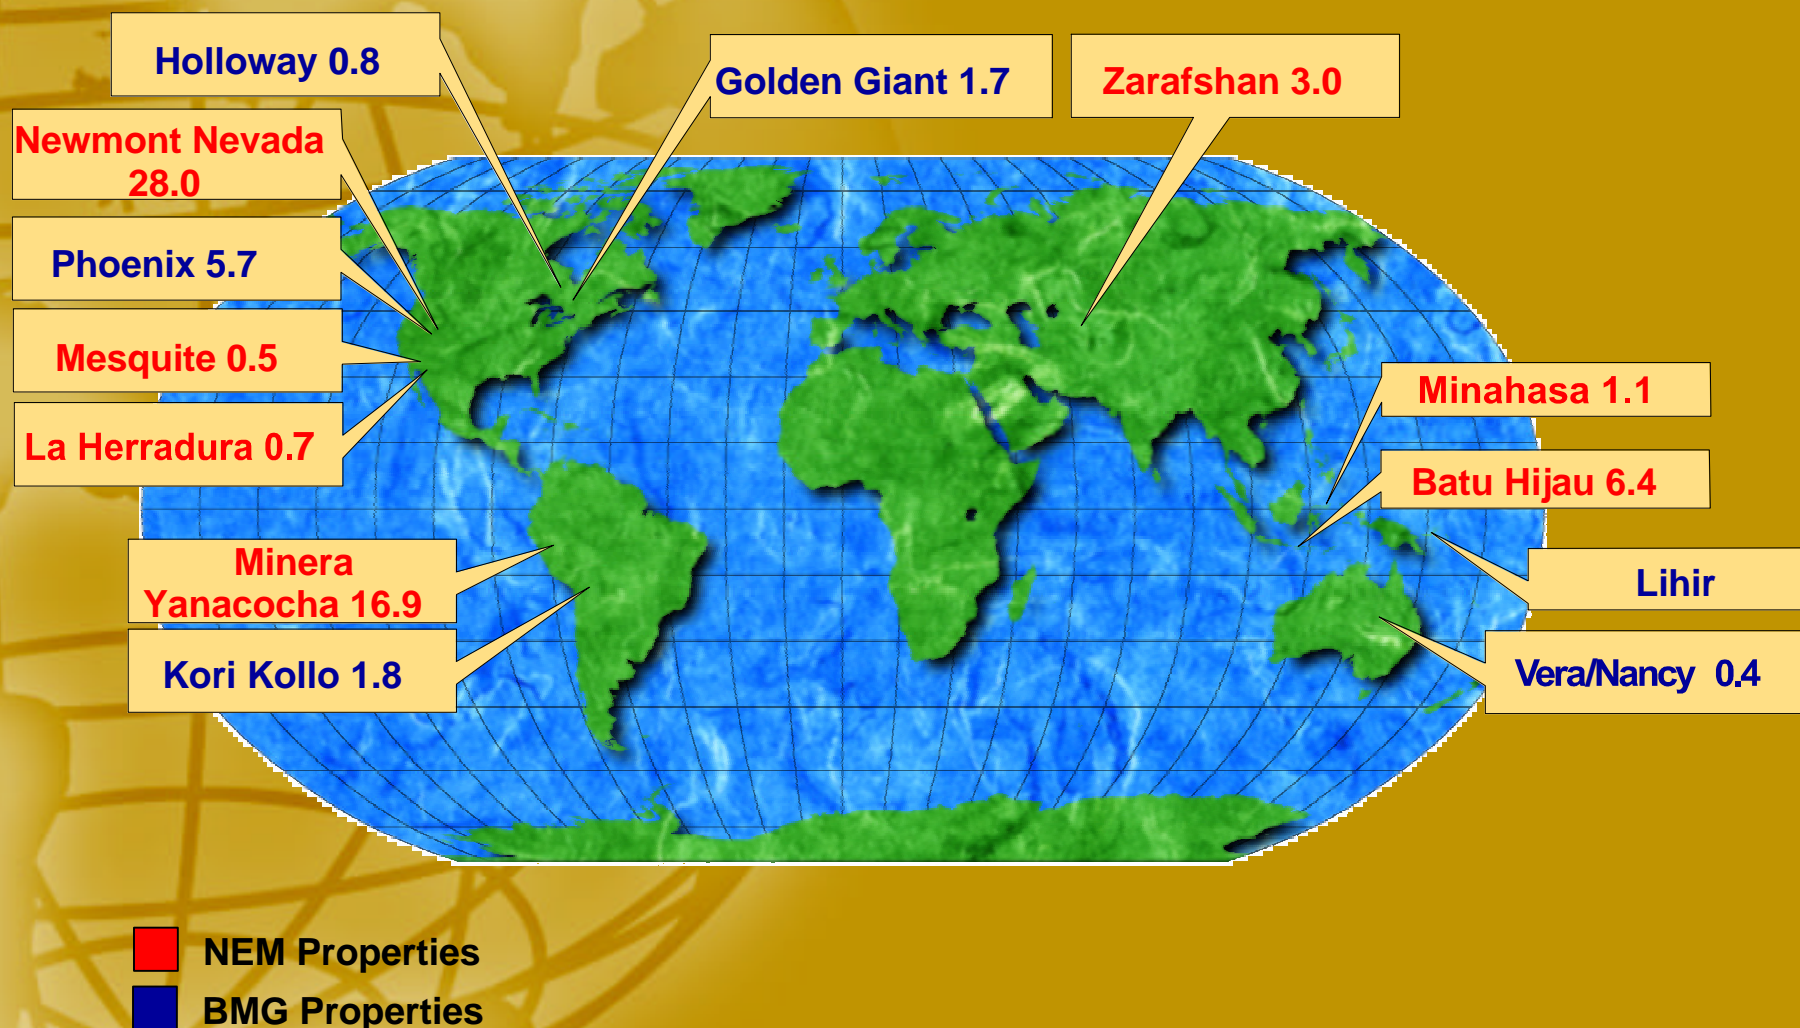 Holloway 0.8
Golden Giant 1.7
Zarafshan 3.0
Newmont Nevada
28.0
Phoenix 5.7
Mesquite 0.5
La Herradura 0.7
Minahasa 1.1
Batu Hijau 6.4
Minera
Yanacocha 16.9
Lihir
Kori Kollo 1.8
Vera/Nancy 0.4
NEM Properties
BMG Properties